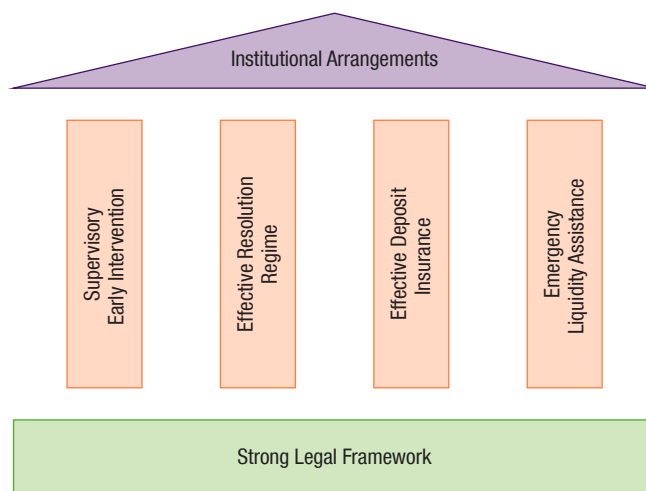 Institutional Arrangements
Supervisory
Early Intervention
Effective Resolution
Regime
Effective Deposit
Insurance
Emergency
Liquidity Assistance
Strong Legal Framework